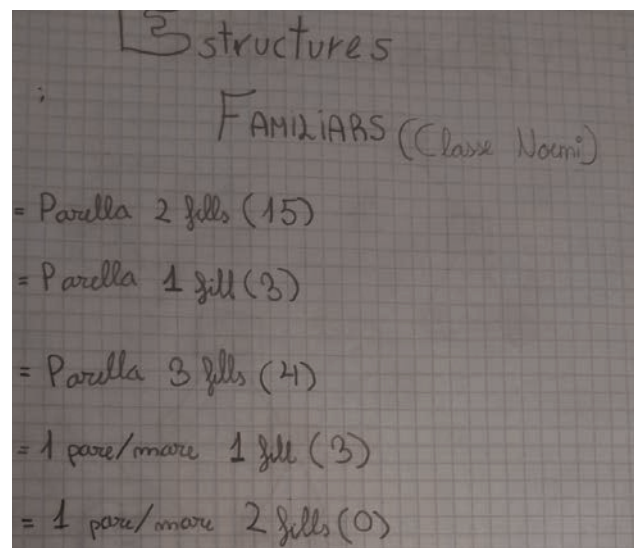 Estructures
FAMILIARS (Classe Noemi)
= Parella 2 fills (15)
= Parella 1 fill (3)
= Parella 3 fills (4)
= 1 pare/mare 1 fill (3)
= 1 pare/mare 2 fills (0)